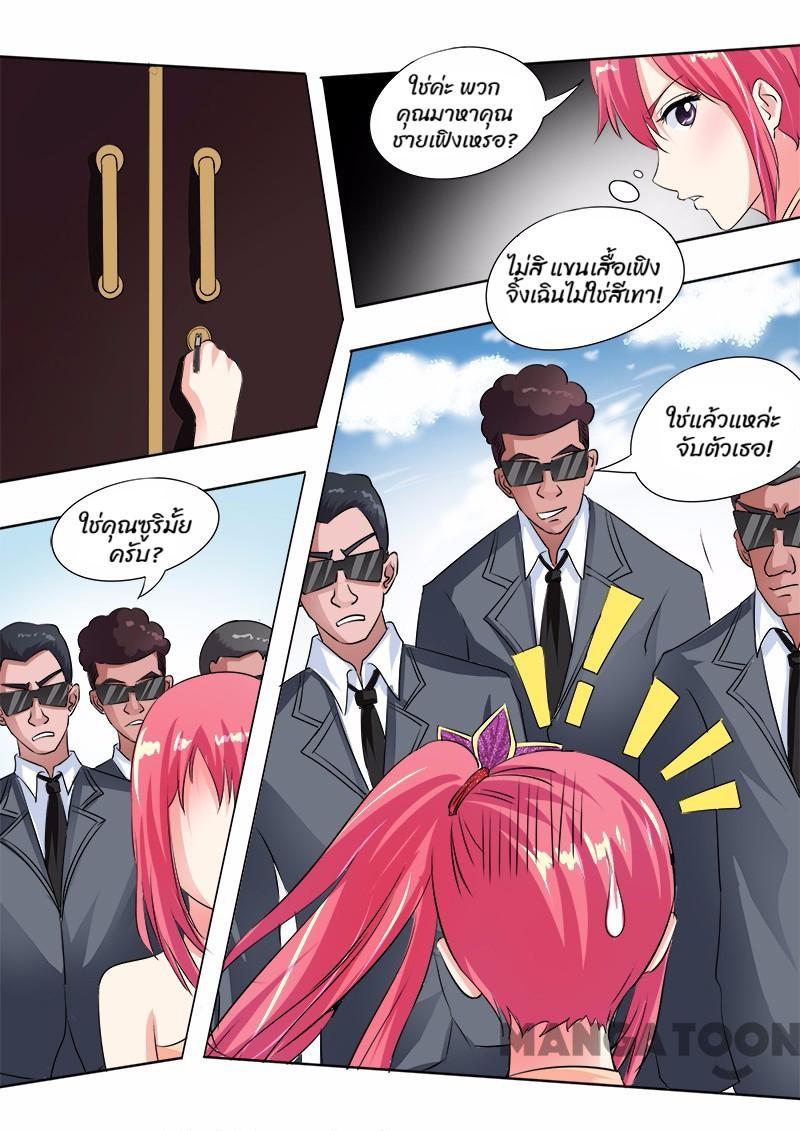 ใช่คุณซูริมั้ย
ครับ?
ใช่ค่ะ พวก
คุณมาหาคุณ
ชายเฟิงเหรอ?
ไม่สิ แขนเสื้อเฟิง
จิ้งเฉินไม่ใช่สีเทา!
ใช่แล้วแหล่ะ
จับตัวเธอ!
MANGATOON